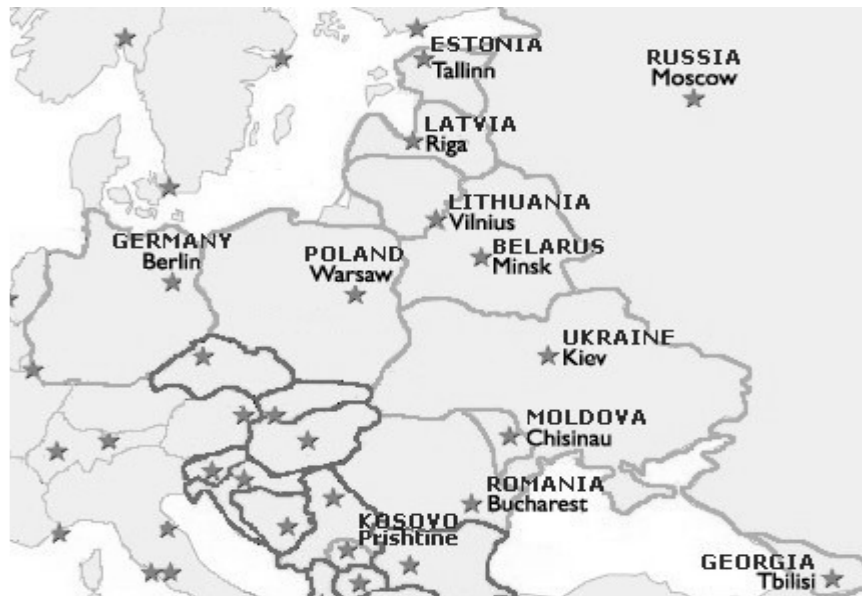 ESTONIA
Tallinn
RUSSIA
Moscow
LATVIA
Riga
LITHUANIA
Vilnius
GERMANY
Berlin
POLAND
Warsaw
BELARUS
Minsk
UKRAINE
Kiev
MOLDOVA
Chisinau
ROMANIA
Bucharest
KOSOVO
Prishtine
GEORGIA
Tbilisi